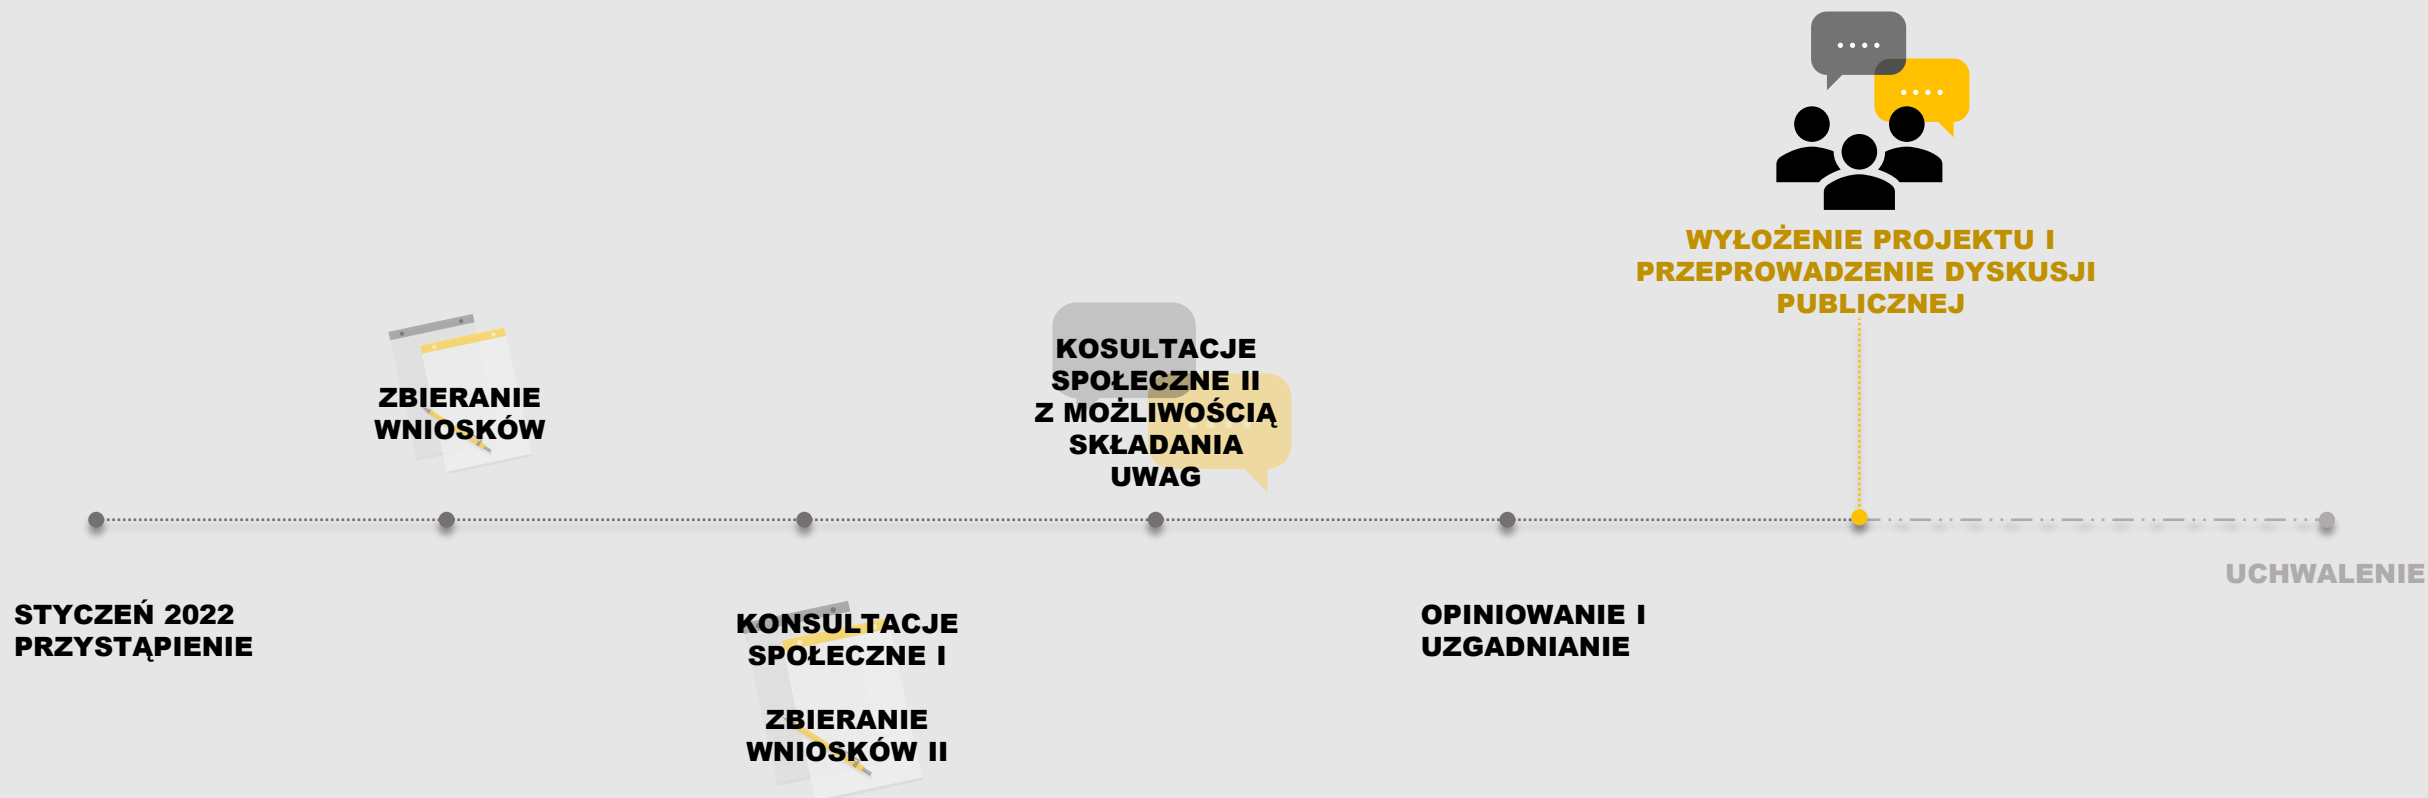 STYCZEŃ 2022
PRZYSTĄPIENIE
ZBIERANIE
WNIOSKÓW
KONSULTACJE
SPOŁECZNE I
ZBIERANIE
WNIOSKÓW II
KOSULTACJE
SPOŁECZNE II
Z MOŻLIWOŚCIĄ
SKŁADANIA
UWAG
OPINIOWANIE I
UZGADNIANIE
WYŁOŻENIE PROJEKTU I
PRZEPROWADZENIE DYSKUSJI
PUBLICZNEJ
UCHWALENIE